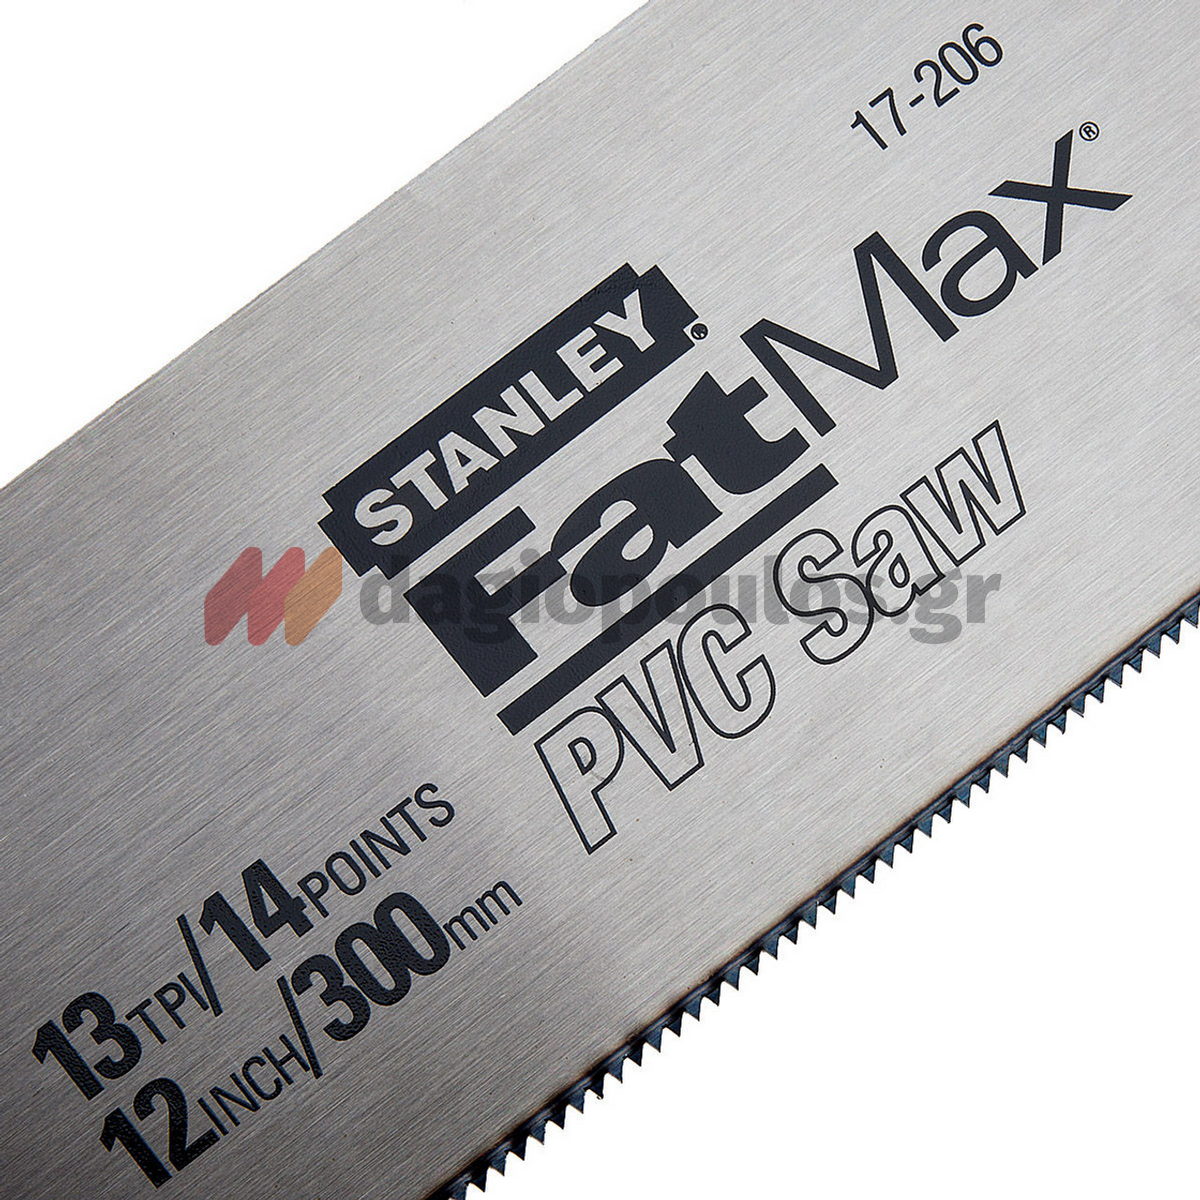 17-206
STANLEY®
FatMax®
PVC Saw
dagiopoulos.gr
13TPI/14POINTS
12INCH/300mm